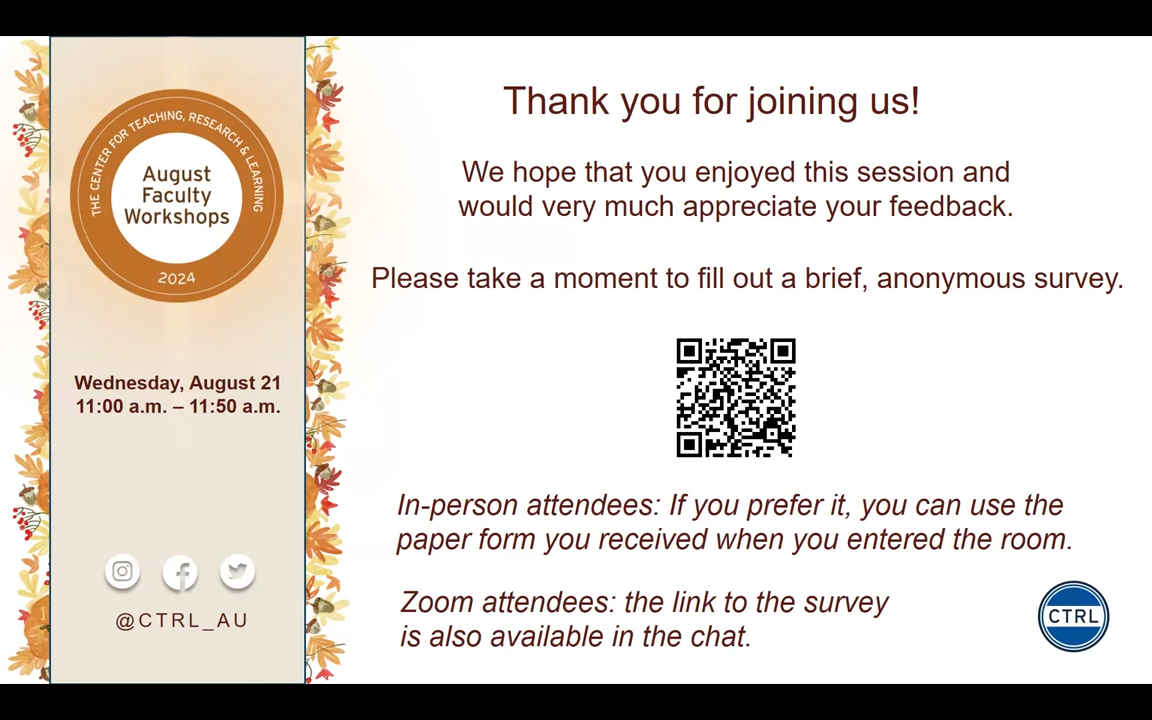 THE CENTER FOR TEACHING, RESEARCH & LEARNING
August
Faculty
Workshops
2024
Wednesday, August 21
11:00 a.m. – 11:50 a.m.
@CTRL_AU
Thank you for joining us!
We hope that you enjoyed this session and
would very much appreciate your feedback.
Please take a moment to fill out a brief, anonymous survey.
In-person attendees: If you prefer it, you can use the
paper form you received when you entered the room.
Zoom attendees: the link to the survey
is also available in the chat.
CTRL